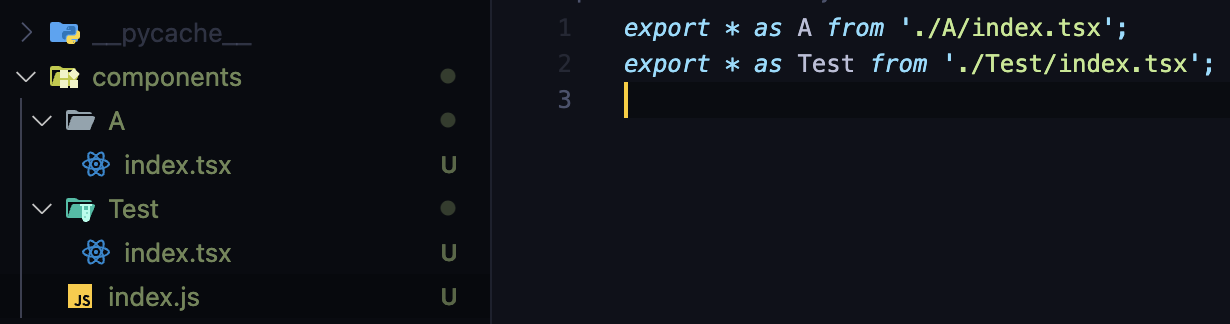 __pycache__
components
A
index.tsx U
Test
index.tsx U
JS index.js U
1 export * as A from './A/index.tsx';
2 export * as Test from './Test/index.tsx';
3